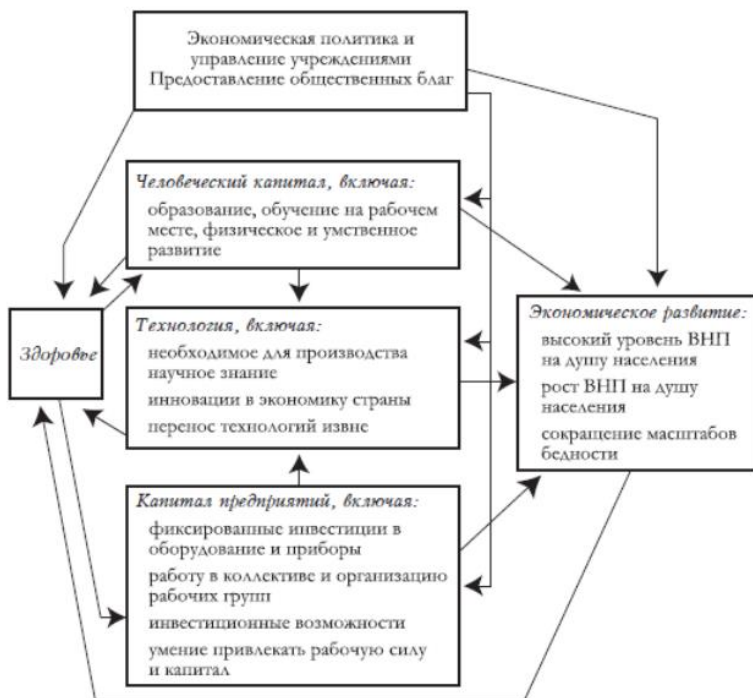 Экономическая политика и
управление учреждениями
Предоставление общественных благ
Человеческий капитал, включая:
образование, обучение на рабочем
месте, физическое и умственное
развитие
Здоровье
Технология, включая:
необходимое для производства
научное знание
инновации в экономику страны
перенос технологий извне
Экономическое развитие:
высокий уровень ВНП
на душу населения
рост ВНП на душу
населения
сокращение масштабов
бедности
Капитал предприятий, включая:
фиксированные инвестиции в
оборудование и приборы
работу в коллективе и организацию
рабочих групп
инвестиционные возможности
умение привлекать рабочую силу
и капитал